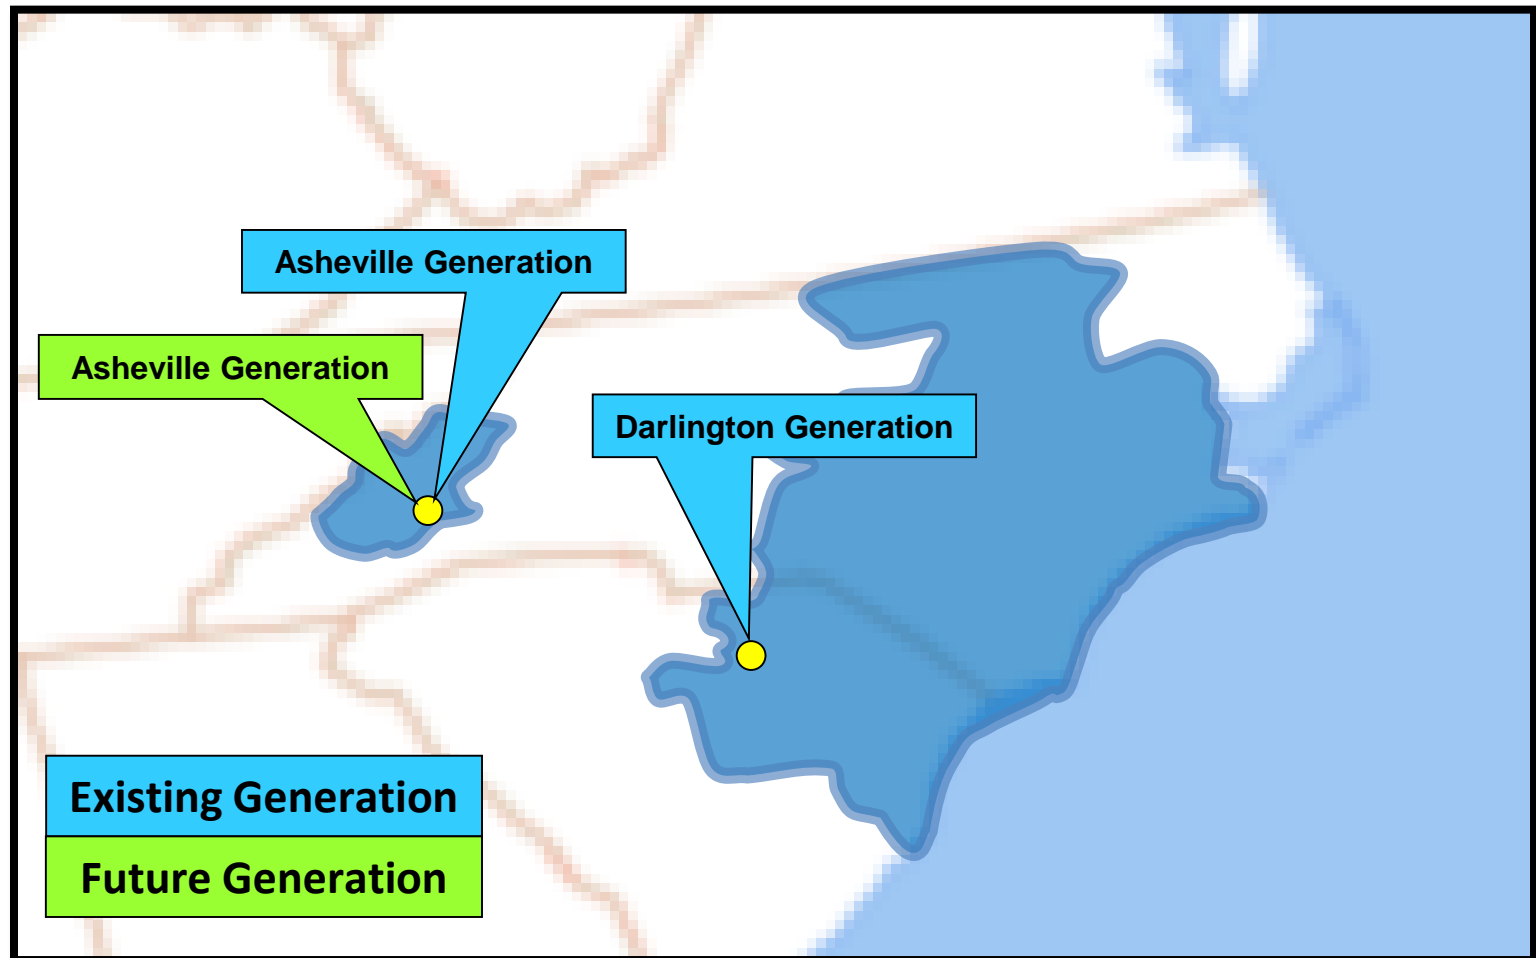 Asheville Generation
Asheville Generation
Darlington Generation
Existing Generation
Future Generation